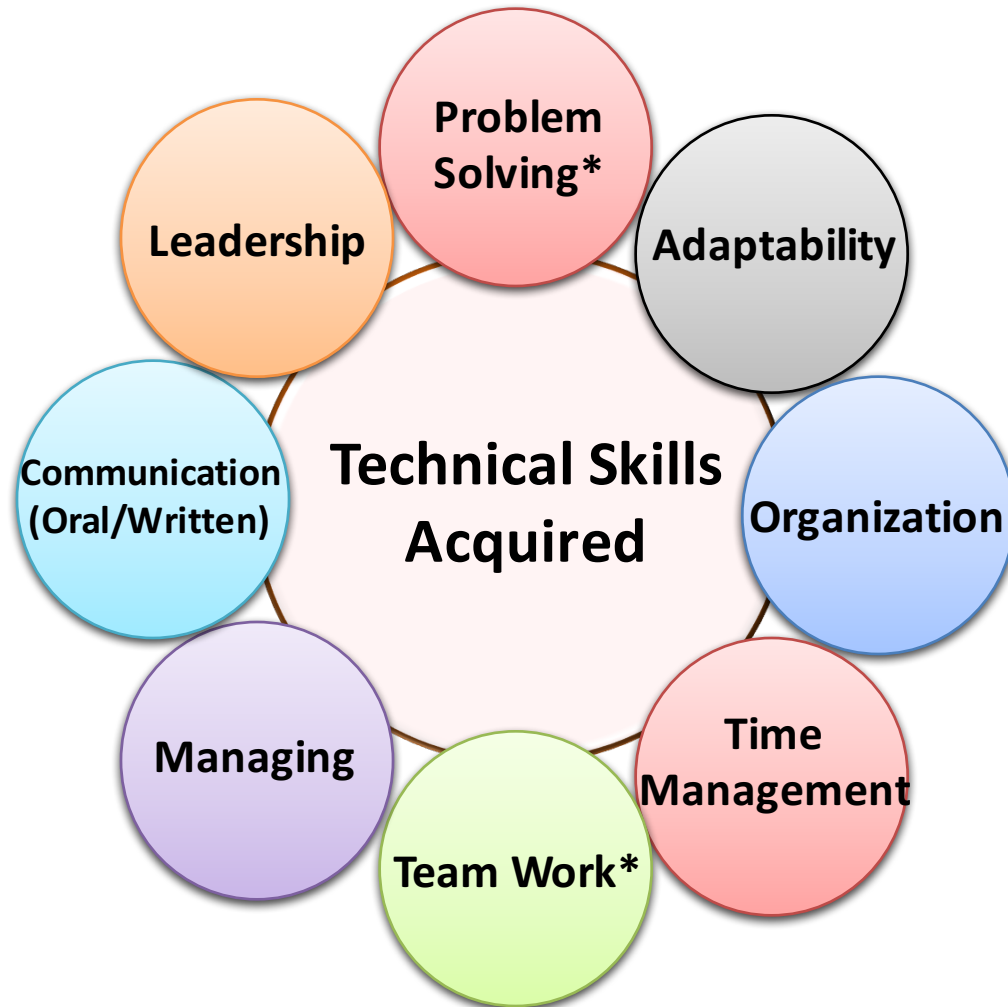 Problem
Solving*
Adaptability
Organization
Time
Management
Team Work*
Managing
Communication
(Oral/Written)
Leadership
Technical Skills
Acquired